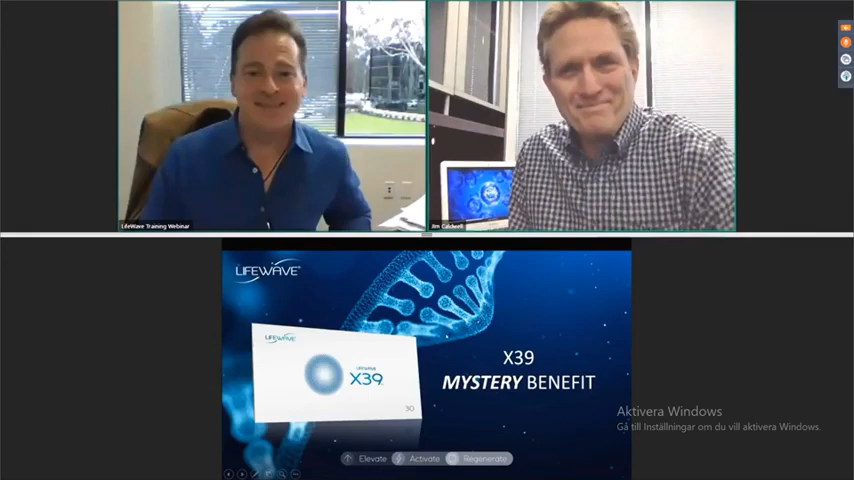 LifeWave Training Webinar
Jim Caldwell
LIFEWAVE
LIFEWAVE
LIFEWAVE
X39
30
X39
MYSTERY BENEFIT
Aktivera Windows
Gå till Inställningar om du vill aktivera Windows.
Elevate
Activate
Regenerate